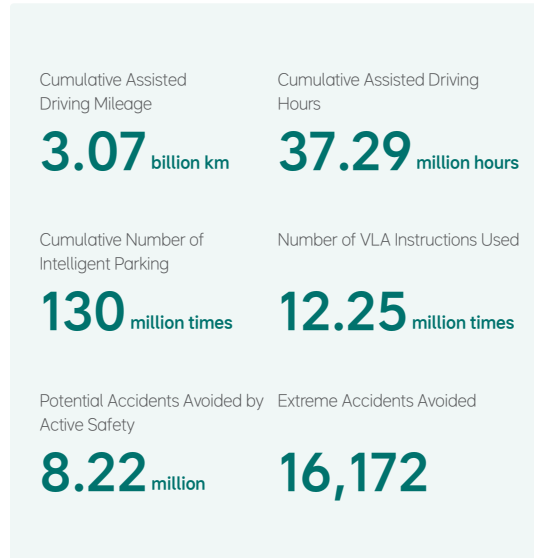 Cumulative Assisted
Driving Mileage
3.07 billion km
Cumulative Assisted Driving
Hours
37.29 million hours
Cumulative Number of
Intelligent Parking
130 million times
Number of VLA Instructions Used
12.25 million times
Potential Accidents Avoided by
Active Safety
8.22 million
Extreme Accidents Avoided
16,172